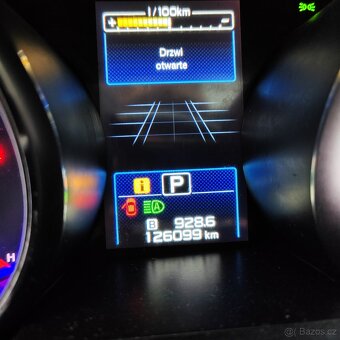 l/100km
Drzwi
otwarte
i P
A
B 928.6
126099 km
H
© Bazos.cz